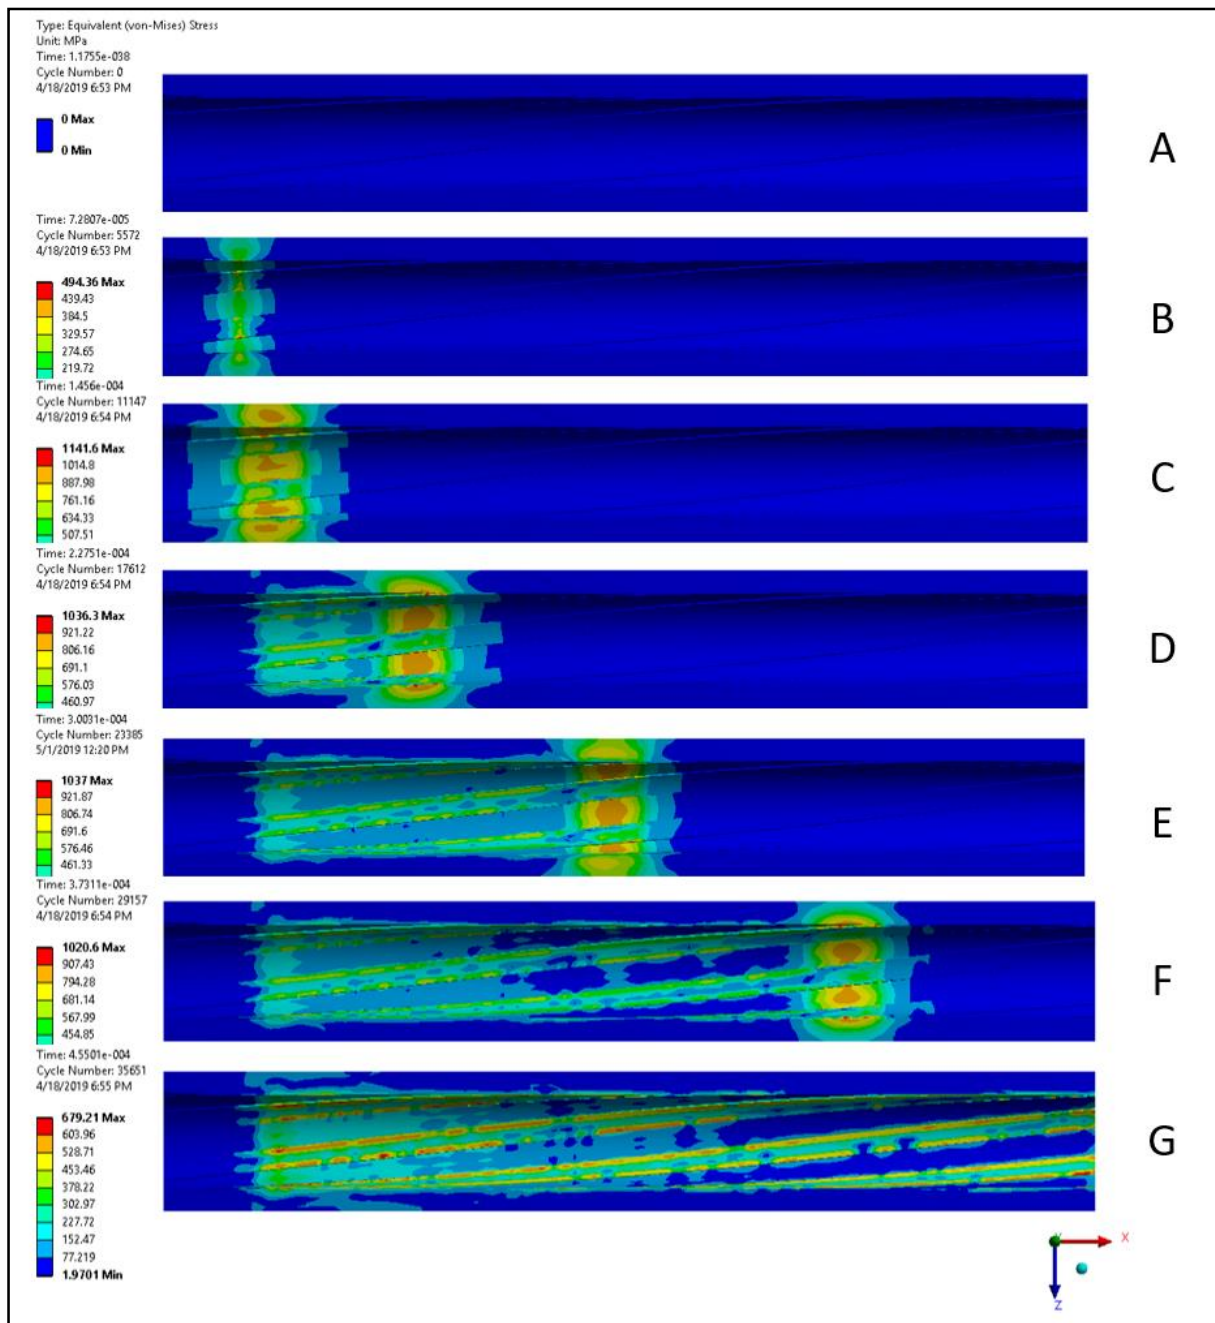 Type: Equivalent (von-Mises) Stress
Unit: MPa
Time: 1.1755e-038
Cycle Number: 0
4/18/2019 6:53 PM
0 Max
0 Min
A
Time: 7.2807e-005
Cycle Number: 5572
4/18/2019 6:53 PM
494.36 Max
439.43
384.5
329.57
274.65
219.72
B
Time: 1.456e-004
Cycle Number: 11147
4/18/2019 6:54 PM
1141.6 Max
1014.8
887.98
761.16
634.33
507.51
C
Time: 2.2751e-004
Cycle Number: 17612
4/18/2019 6:54 PM
1036.3 Max
921.22
806.16
691.1
576.03
460.97
D
Time: 3.0031e-004
Cycle Number: 23385
5/1/2019 12:20 PM
1037 Max
921.87
806.74
691.6
576.46
461.33
E
Time: 3.7311e-004
Cycle Number: 29157
4/18/2019 6:54 PM
1020.6 Max
907.43
794.28
681.14
567.99
454.85
F
Time: 4.5501e-004
Cycle Number: 35651
4/18/2019 6:55 PM
679.21 Max
603.96
528.71
453.46
378.22
302.97
227.72
152.47
77.219
1.9701 Min
G
Y
X
Z